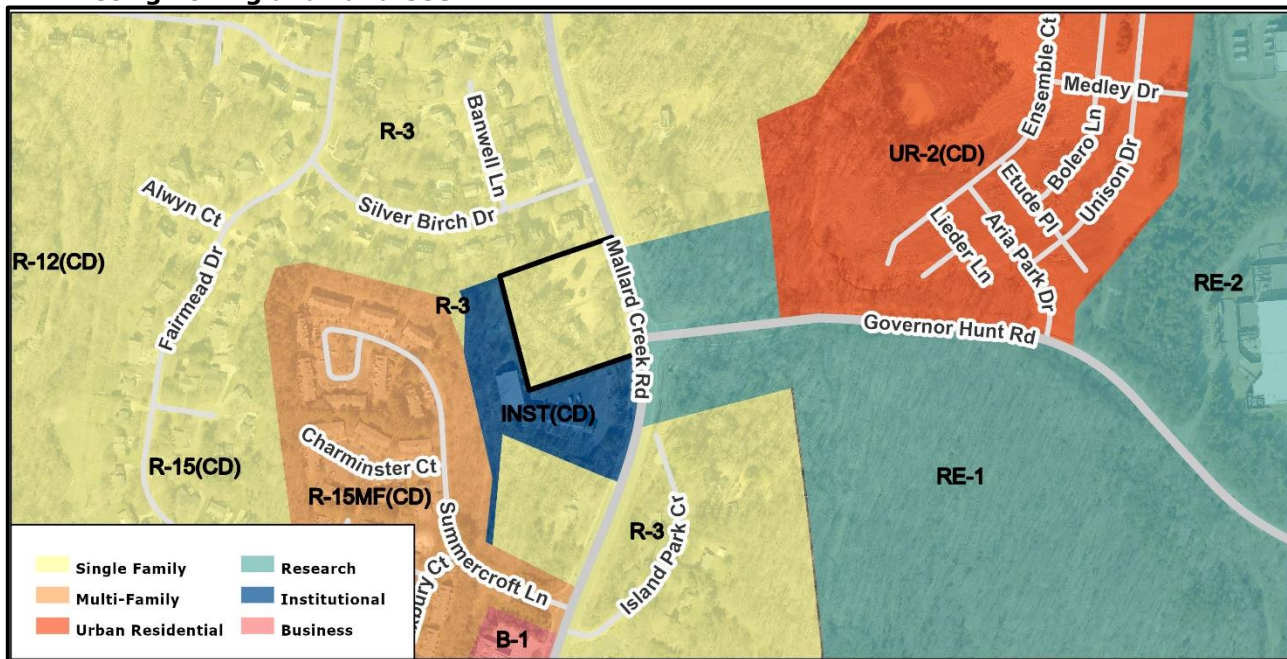 Ensemble Ct
Medley Dr
Banwell Ln
R-3
Bolero Ln
UR-2(CD)
Etude Pl
Unison Dr
Alwyn Ct
Silver Birch Dr
Lieder Ln
Aria Park Dr
R-12(CD)
Fairmead Dr
Mallard Creek Rd
R-3
RE-2
Governor Hunt Rd
INST(CD)
Charminster Ct
R-15(CD)
R-15MF(CD)
RE-1
Summercroft Ln
R-3
Island Park Cr
xbury Ct
B-1
Single Family
Multi-Family
Urban Residential
Research
Institutional
Business